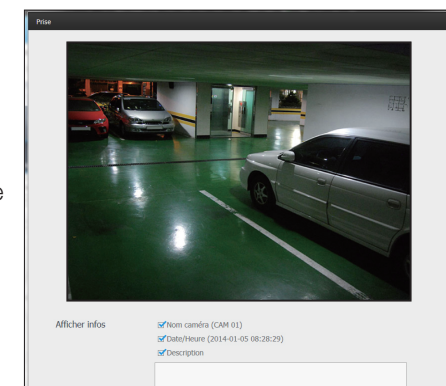 Prise
e
Afficher infos
Nom caméra (CAM 01)
Date/Heure (2014-01-05 08:28:29)
Description